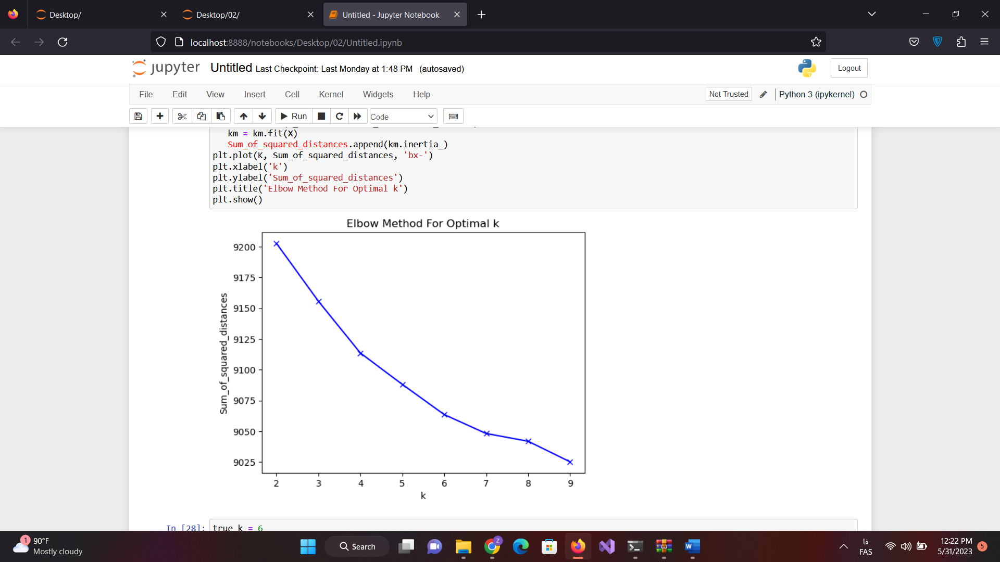 Desktop/
Desktop/02/
Untitled - Jupyter Notebook
localhost:8888/notebooks/Desktop/02/Untitled.ipynb
jupyter Untitled Last Checkpoint: Last Monday at 1:48 PM (autosaved)
Logout
File Edit View Insert Cell Kernel Widgets Help
Not Trusted
Python 3 (ipykernel)
Run
Code
km = km.fit(X)
Sum_of_squared_distances.append(km.inertia_)
plt.plot(K, Sum_of_squared_distances, 'bx-')
plt.xlabel('k')
plt.ylabel('Sum_of_squared_distances')
plt.title('Elbow Method For Optimal k')
plt.show()
Elbow Method For Optimal k
Sum_of_squared_distances
9200
9175
9150
9125
9100
9075
9050
9025
2 3 4 5 6 7 8 9
k
In [28]: true_k = 6
1
90°F
Mostly cloudy
Search
Z
W
فا
FAS
12:22 PM
5/31/2023
5